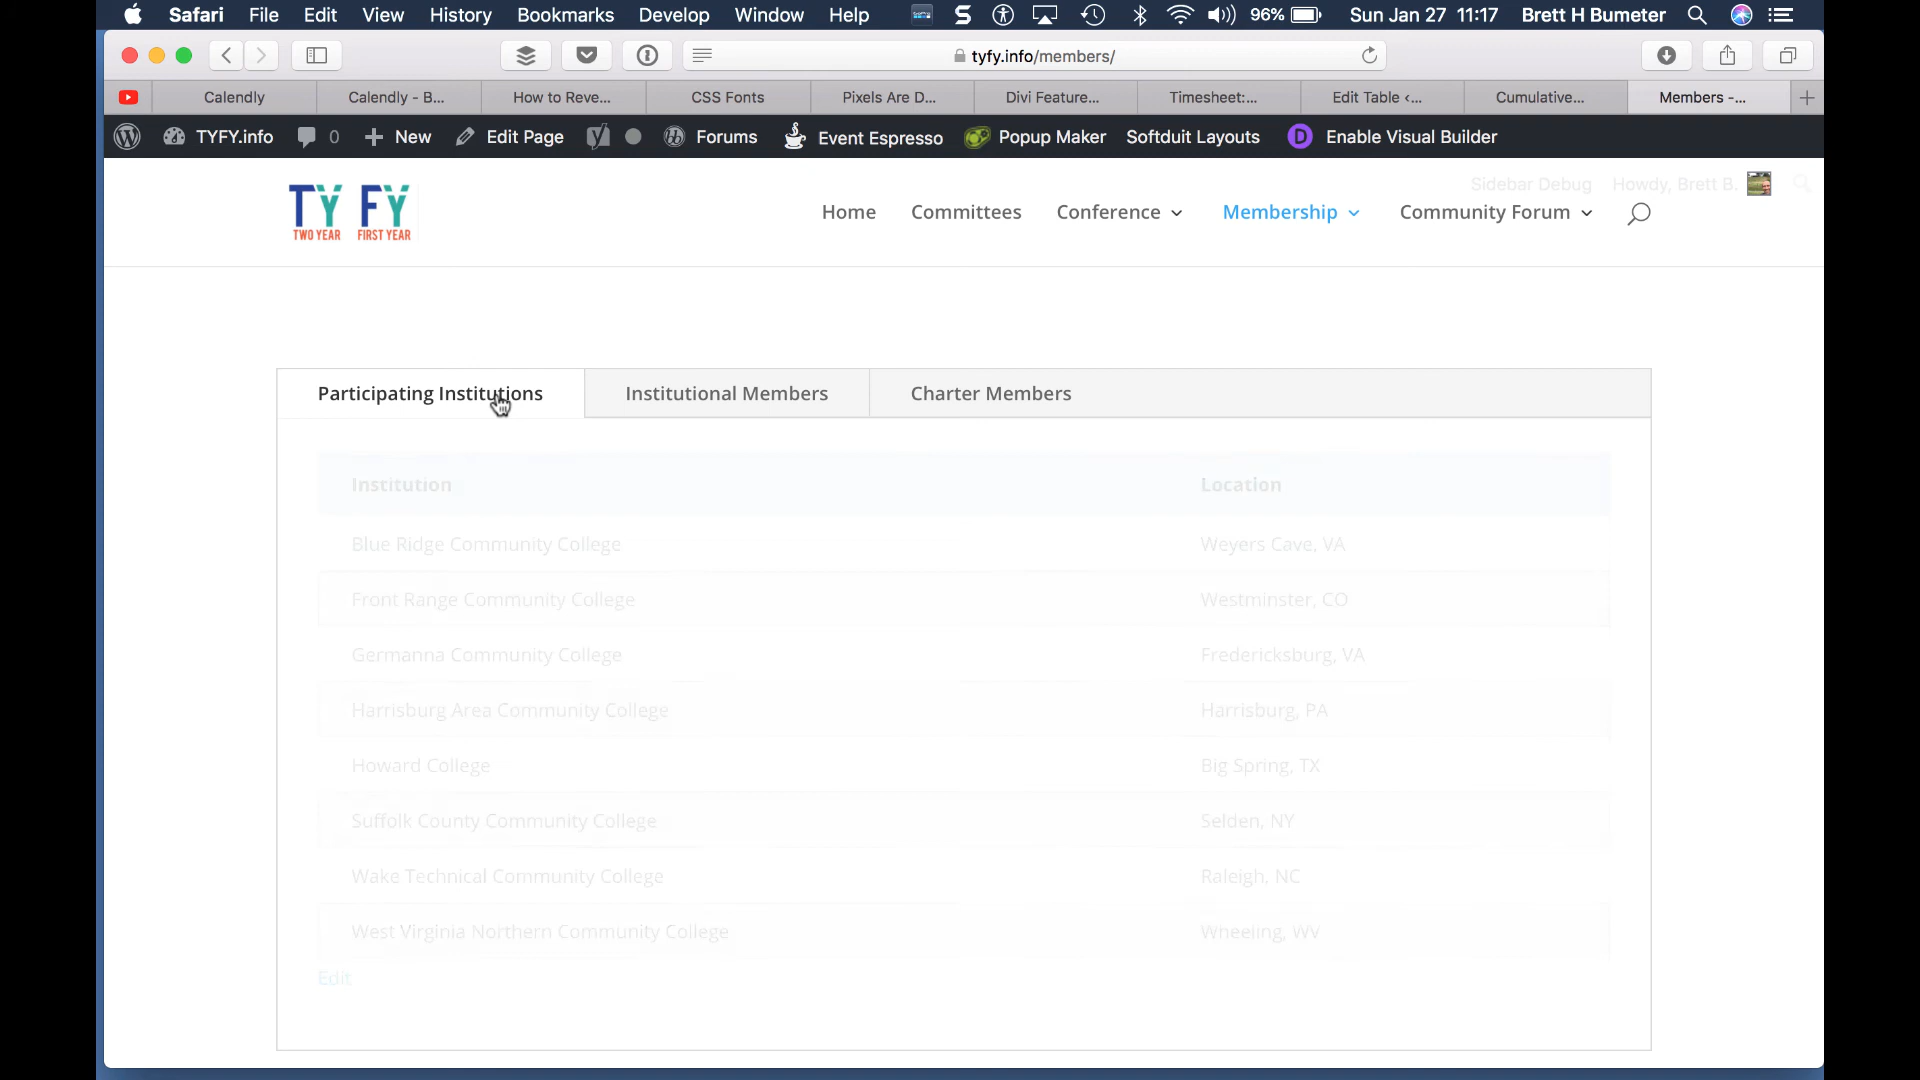 Safari File Edit View History Bookmarks Develop Window Help 96% Sun Jan 27 11:17 Brett H Bumeter
tyfy.info/members/
Calendly Calendly - B... How to Reve... CSS Fonts Pixels Are D... Divi Feature... Timesheet:... Edit Table <... Cumulative... Members -...
TYFY.info 0 New Edit Page Forums Event Espresso Popup Maker Softduit Layouts Enable Visual Builder
Sidebar Debug Howdy, Brett B.
TY FY
TWO YEAR FIRST YEAR
Home Committees Conference Membership Community Forum
Participating Institutions Institutional Members Charter Members
Institution Location
Blue Ridge Community College Weyers Cave, VA
Front Range Community College Westminster, CO
Germanna Community College Fredericksburg, VA
Harrisburg Area Community College Harrisburg, PA
Howard College Big Spring, TX
Suffolk County Community College Selden, NY
Wake Technical Community College Raleigh, NC
West Virginia Northern Community College Wheeling, WV
Edit